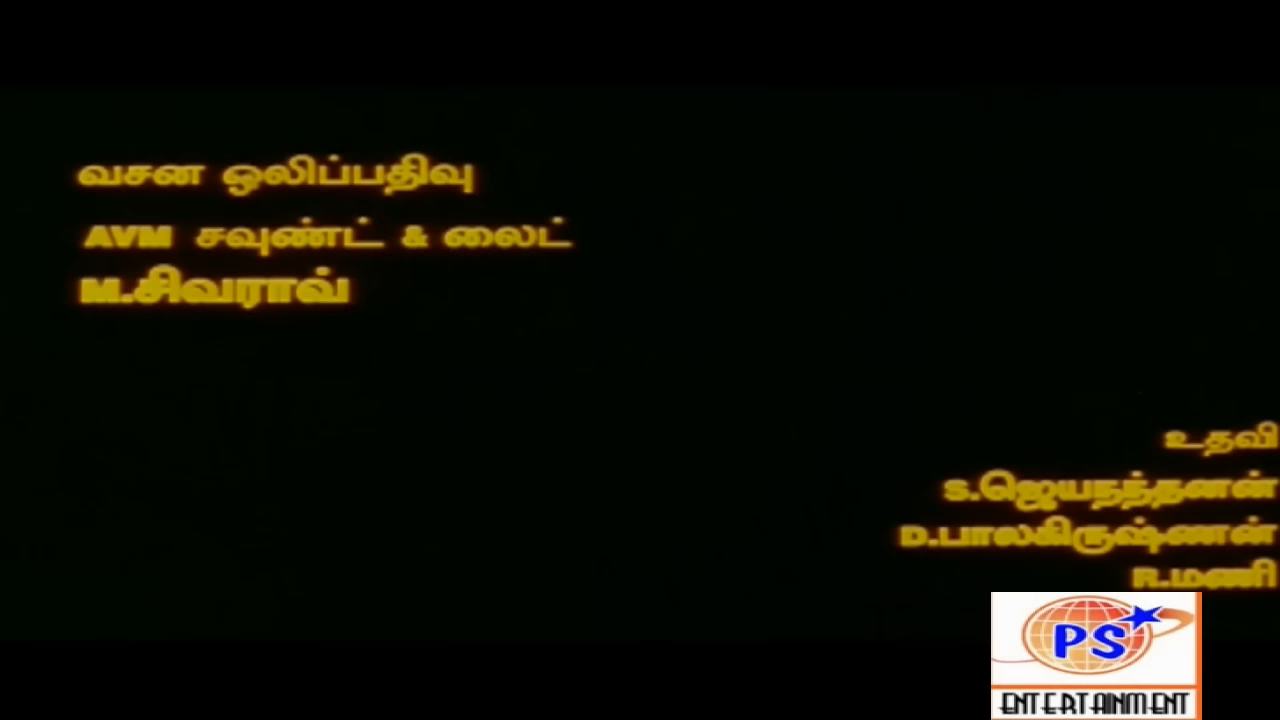 வசன ஒலிப்பதிவு
AVM சவுண்ட் & லைட்
M.சிவராவ்
உதவி
S.ஜெயநந்தனன்
D.பாலகிருஷ்ணன்
R.மணி
PS
ENTERTAINMENT